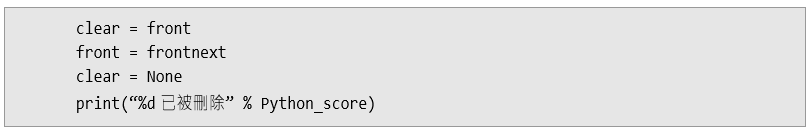 clear = front
front = frontnext
clear = None
print(“%d 已被刪除” % Python_score)